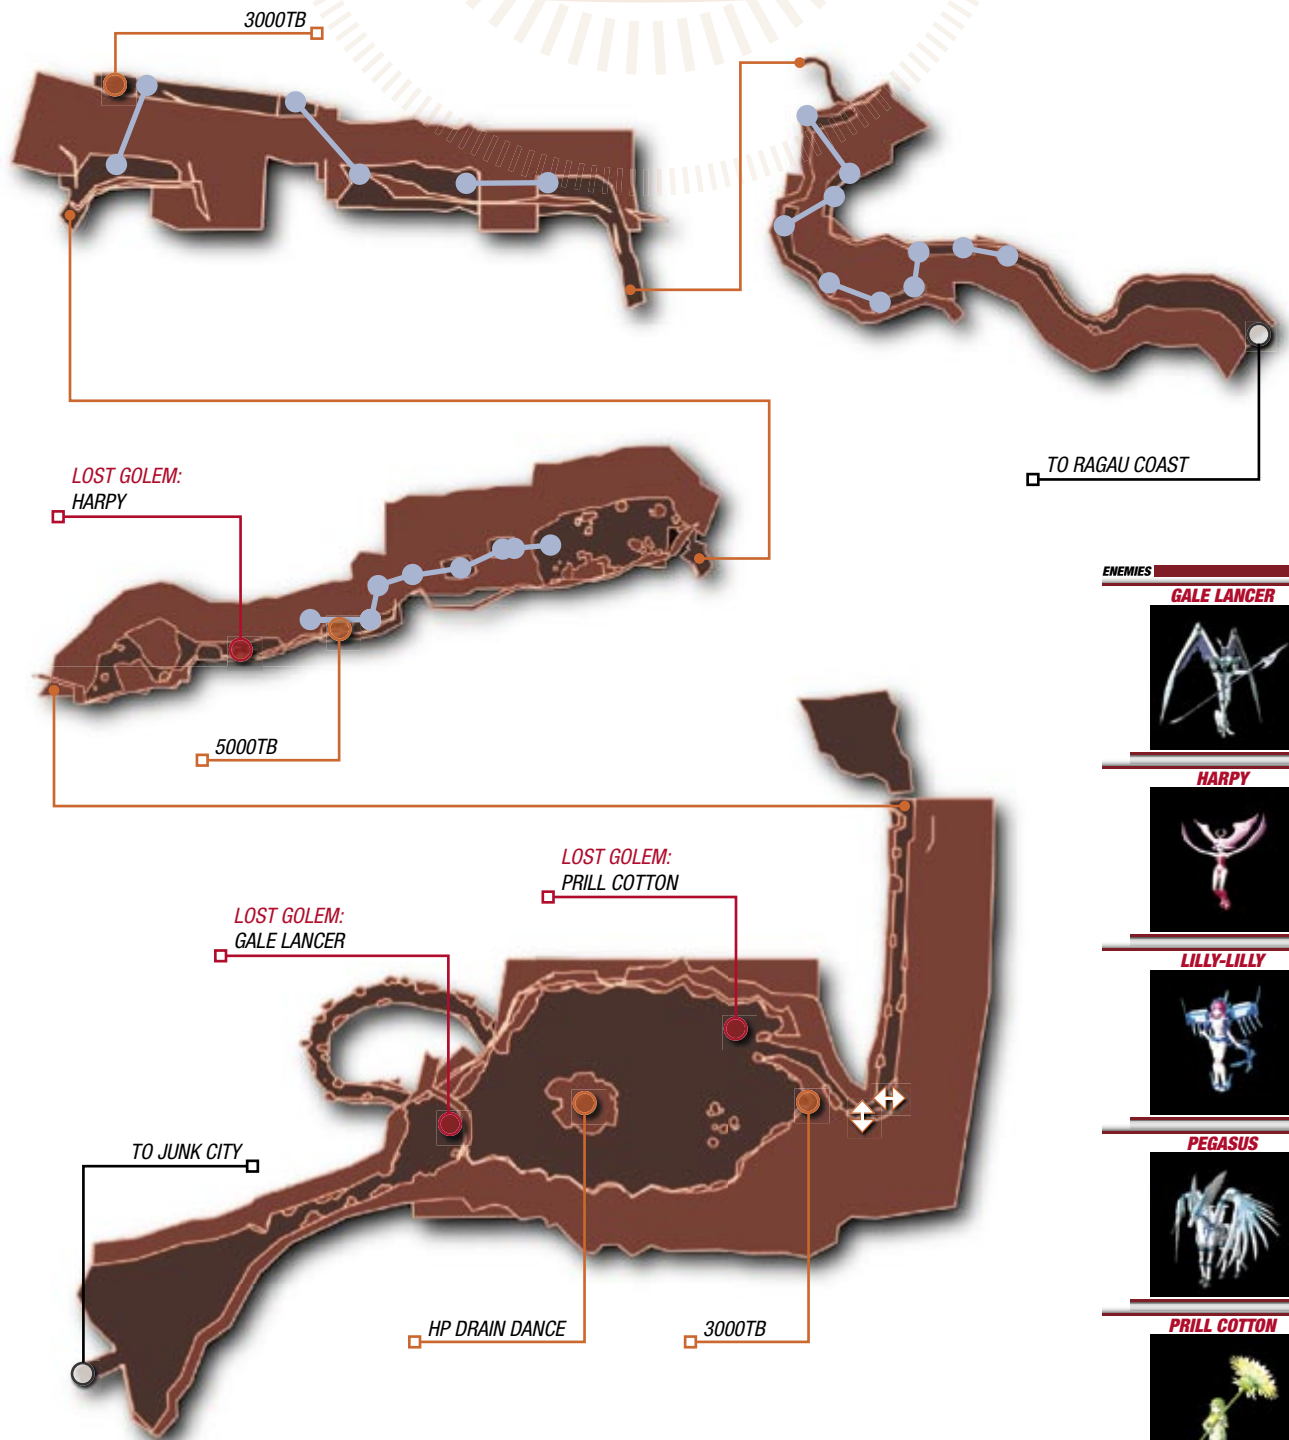 3000TB
TO RAGAU COAST
LOST GOLEM:
HARPY
5000TB
LOST GOLEM:
PRILL COTTON
LOST GOLEM:
GALE LANCER
TO JUNK CITY
HP DRAIN DANCE
3000TB
ENEMIES
GALE LANCER
HARPY
LILLY-LILLY
PEGASUS
PRILL COTTON